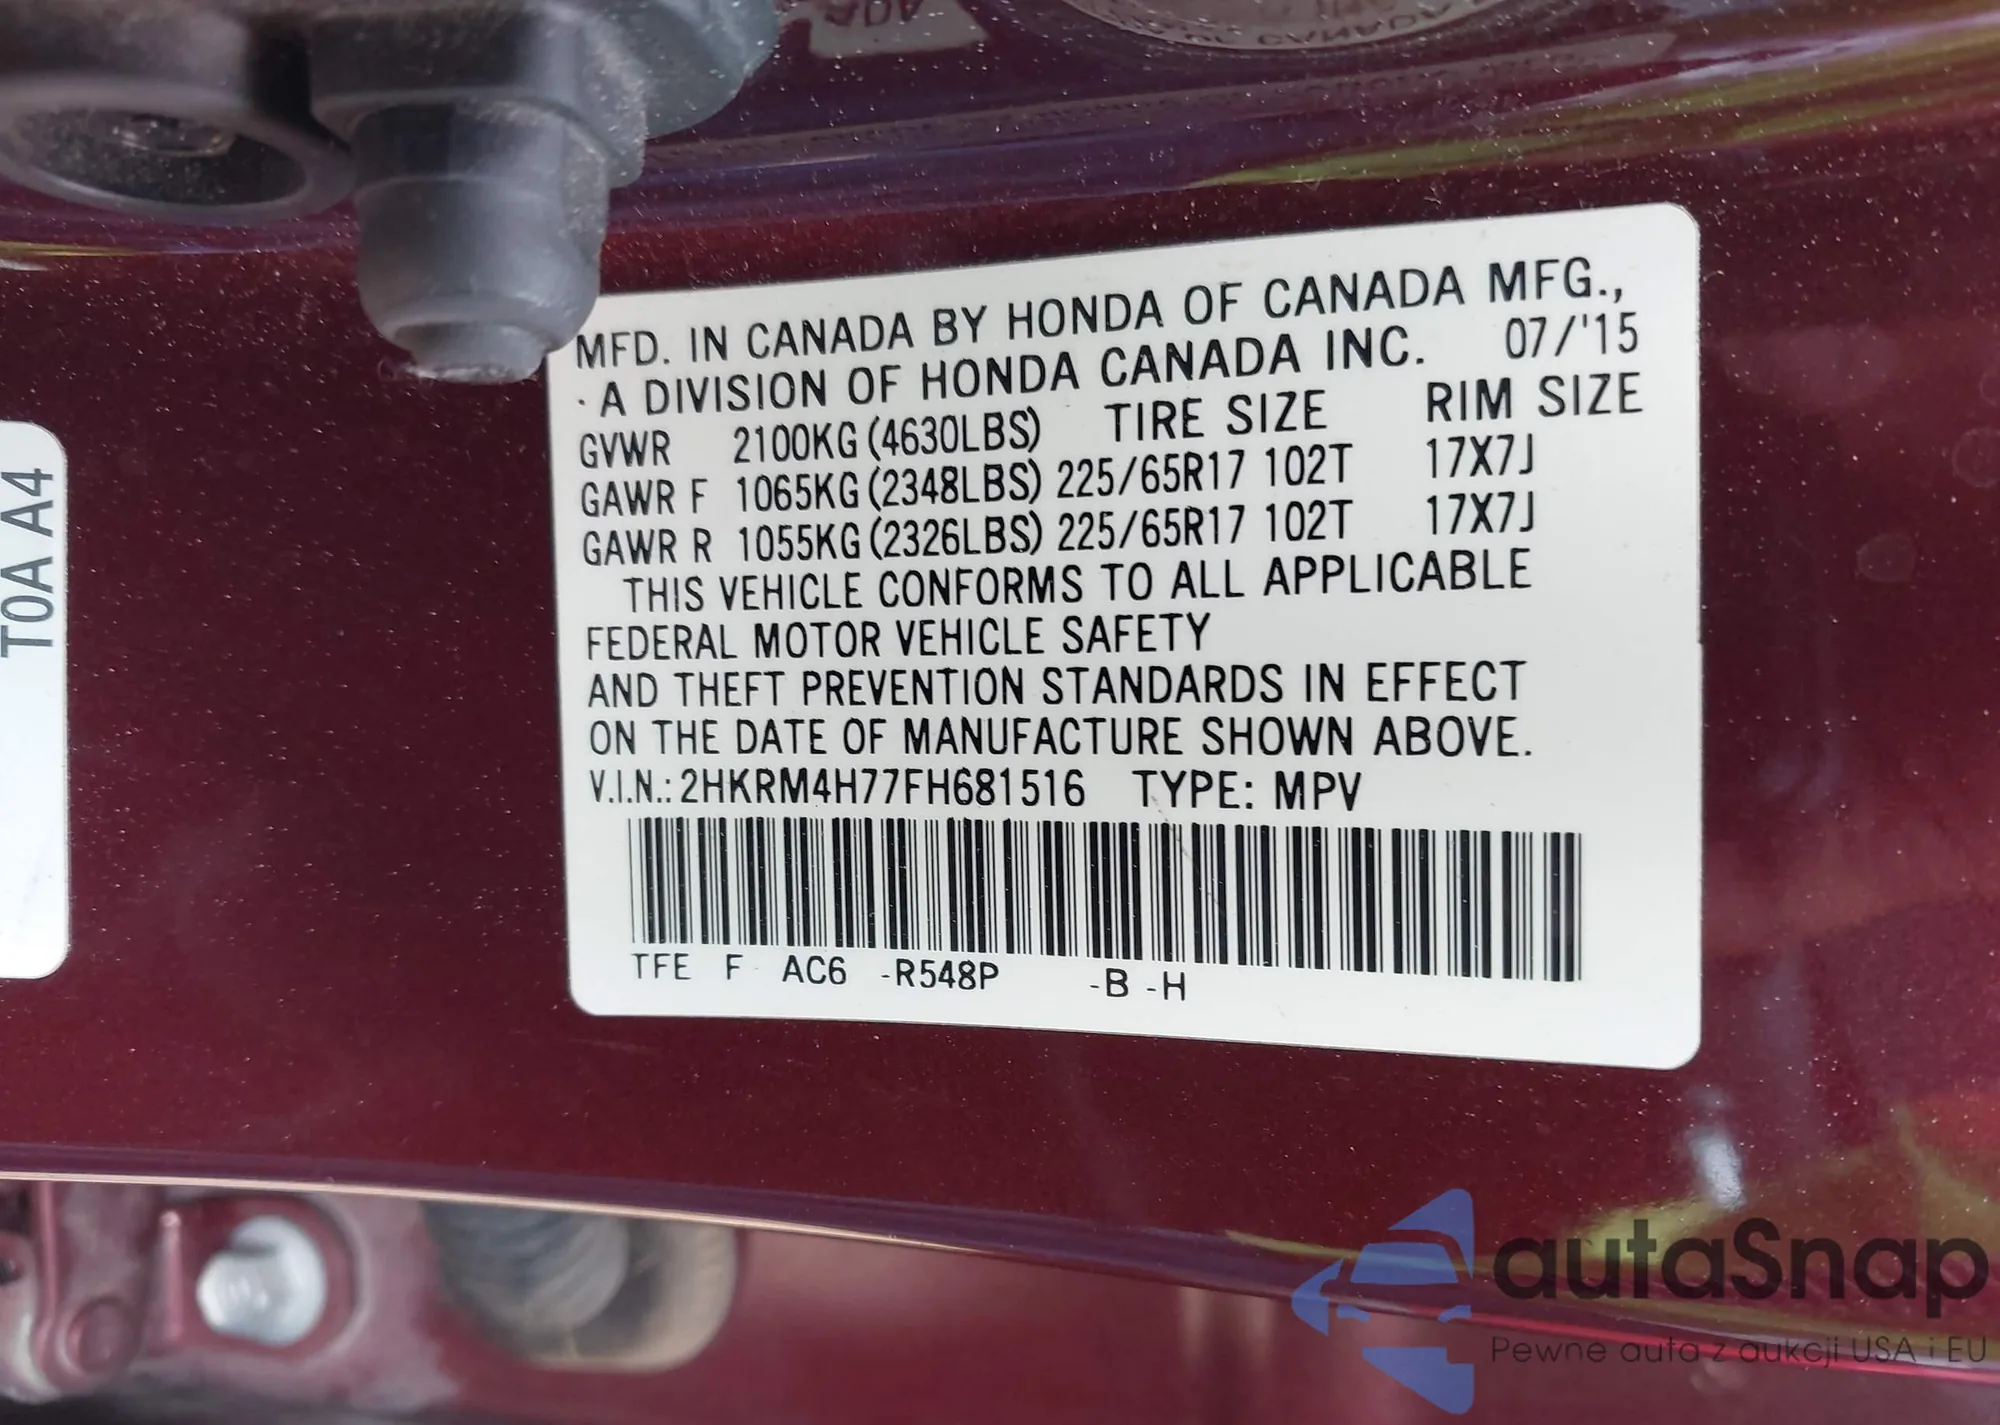 MFD. IN CANADA BY HONDA OF CANADA MFG.,
· A DIVISION OF HONDA CANADA INC. 07/'15
GVWR 2100KG (4630LBS) TIRE SIZE RIM SIZE
GAWR F 1065KG (2348LBS) 225/65R17 102T 17X7J
GAWR R 1055KG (2326LBS) 225/65R17 102T 17X7J
THIS VEHICLE CONFORMS TO ALL APPLICABLE
FEDERAL MOTOR VEHICLE SAFETY
AND THEFT PREVENTION STANDARDS IN EFFECT
ON THE DATE OF MANUFACTURE SHOWN ABOVE.
V.I.N.: 2HKRM4H77FH681516 TYPE: MPV
TFE F AC6 -R548P -B -H
T0A A4
autaSnap
Pewne auta z aukcji USA i EU